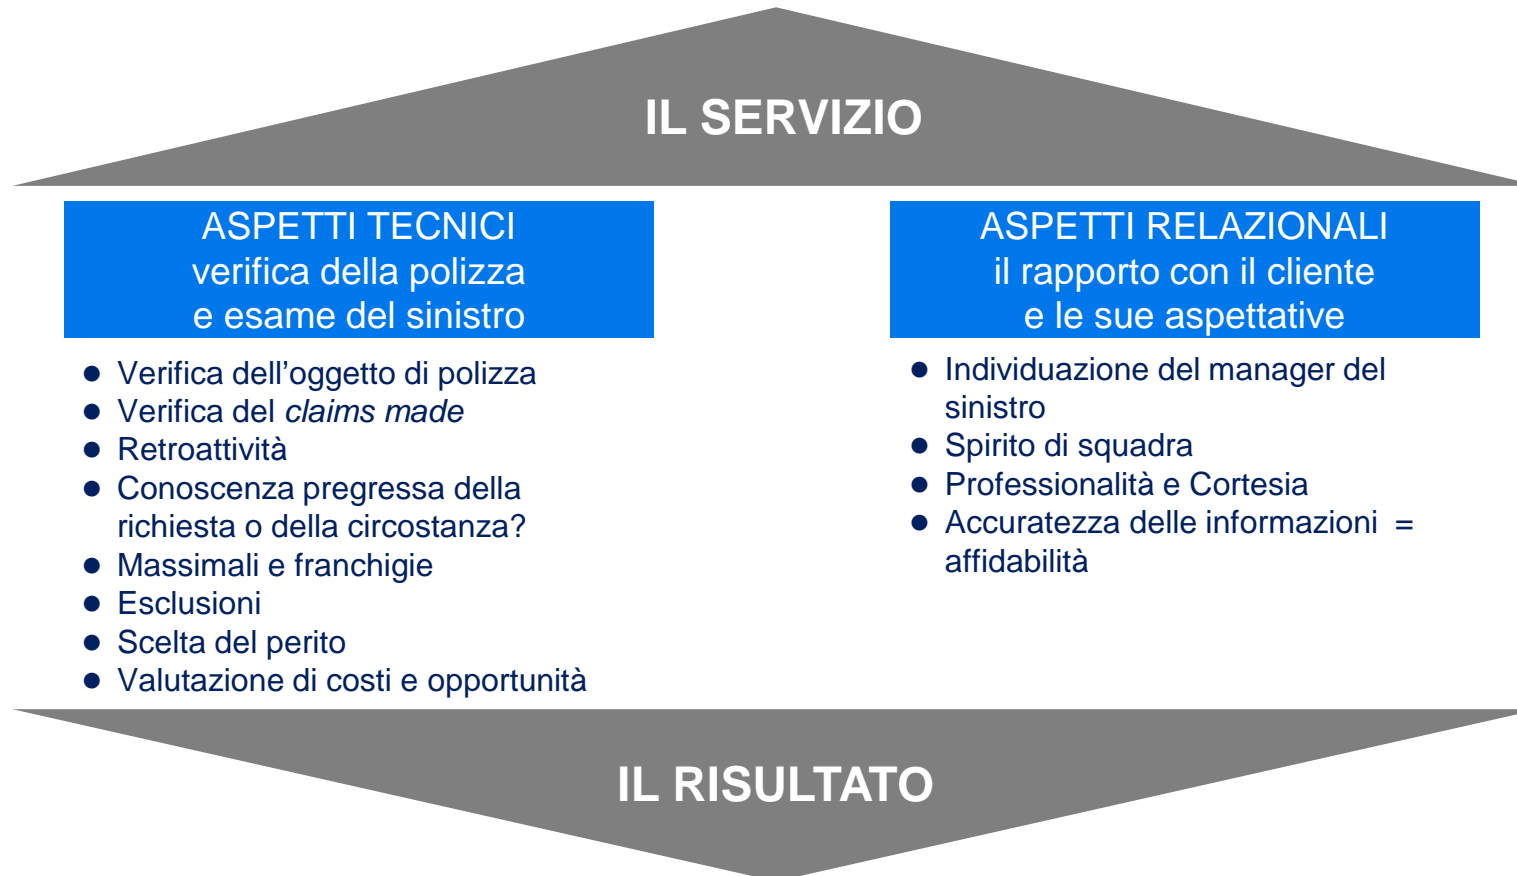 IL SERVIZIO
ASPETTI TECNICI
verifica della polizza
e esame del sinistro
● Verifica dell’oggetto di polizza
● Verifica del claims made
● Retroattività
● Conoscenza pregressa della
richiesta o della circostanza?
● Massimali e franchigie
● Esclusioni
● Scelta del perito
● Valutazione di costi e opportunità
ASPETTI RELAZIONALI
il rapporto con il cliente
e le sue aspettative
● Individuazione del manager del
sinistro
● Spirito di squadra
● Professionalità e Cortesia
● Accuratezza delle informazioni =
affidabilità
IL RISULTATO